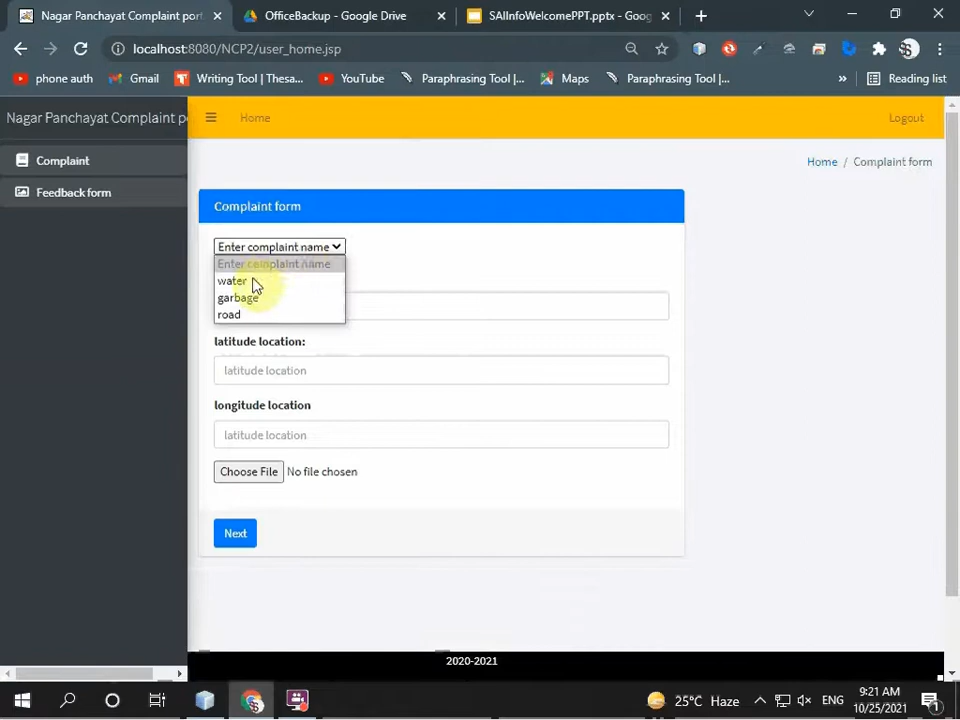 Nagar Panchayat Complaint por
OfficeBackup - Google Drive
SAIInfoWelcomePPT.pptx - Goog
localhost:8080/NCP2/user_home.jsp
phone auth
Gmail
Writing Tool | Thesa...
YouTube
Paraphrasing Tool |...
Maps
Paraphrasing Tool |...
»
Reading list
Nagar Panchayat Complaint po
Home
Logout
Complaint
Home / Complaint form
Feedback form
Complaint form
Enter complaint name
Enter complaint name
water
garbage
road
latitude location:
latitude location
longitude location
latitude location
Choose File No file chosen
Next
2020-2021
25°C Haze
ENG
9:21 AM
10/25/2021
1